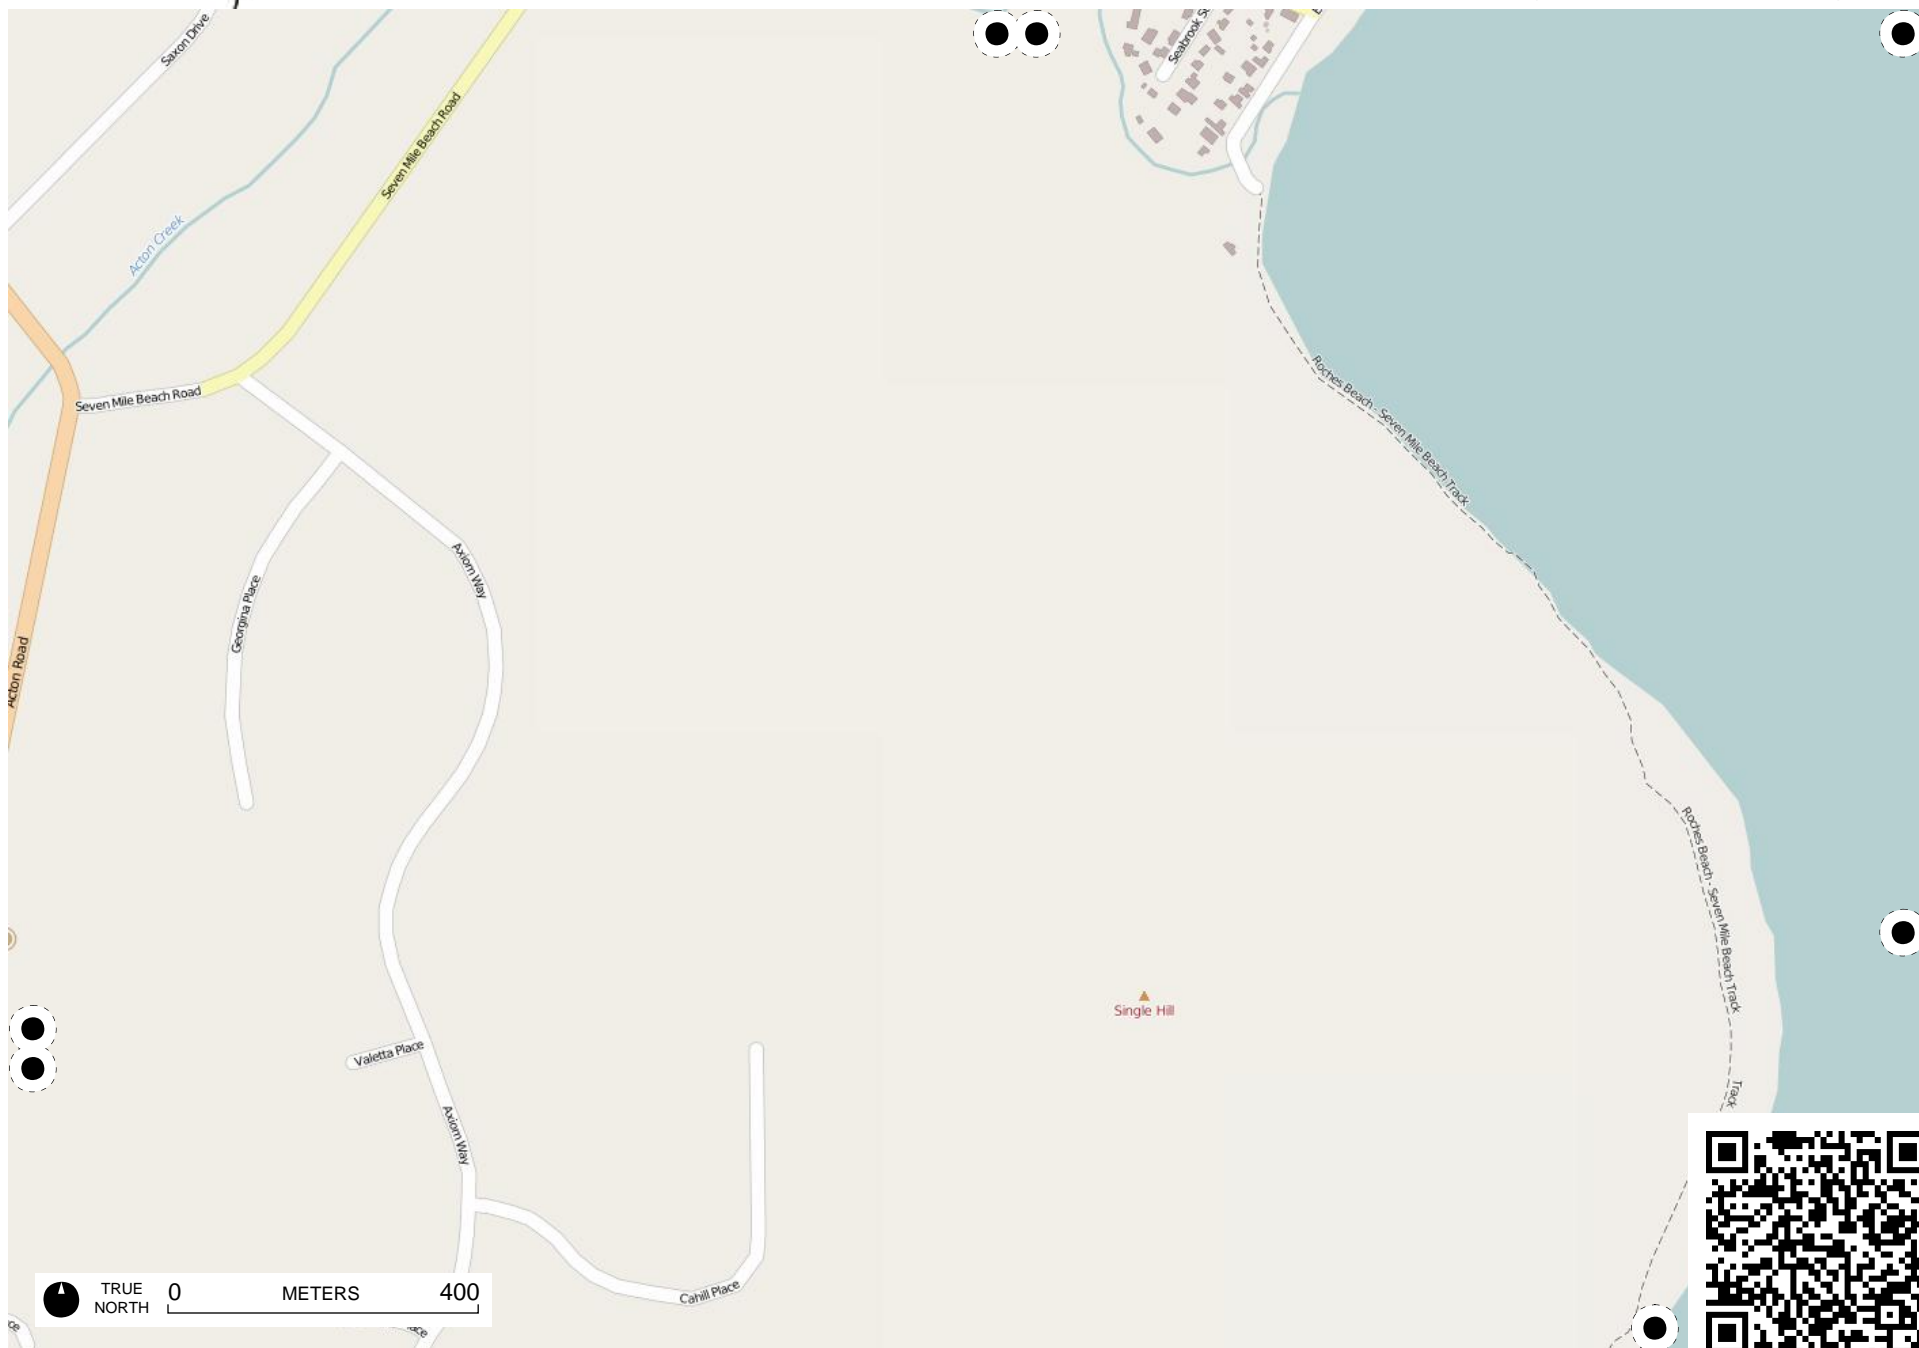 Saxon Drive
Seabrook
Seven Mile Beach Road
Acton Creek
Roches Beach - Seven Mile Beach Track
Seven Mile Beach Road
Axiom Way
Georgina Place
Acton Road
Roches Beach - Seven Mile Beach Track
Single Hill
Valetta Place
Track
Axiom Way
TRUE
NORTH
0 METERS 400
Cahill Place